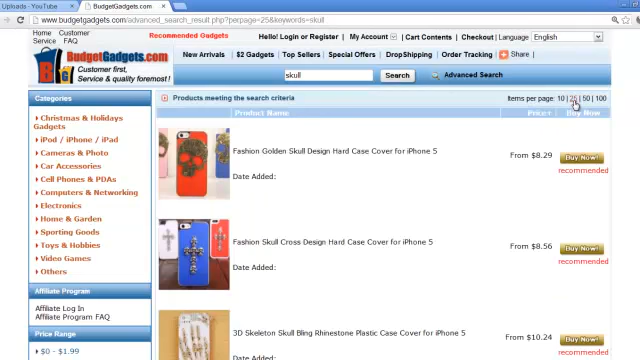 Uploads - YouTube
BudgetGadgets.com
www.budgetgadgets.com/advanced_search_result.php?perpage=25&keywords=skull
Home Customer
Service FAQ
Recommended Gadgets
Hello! Login or Register My Account Cart Contents Checkout Language English
BudgetGadgets.com
Customer first,
Service & quality foremost!
New Arrivals $2 Gadgets Top Sellers Special Offers DropShipping Order Tracking Share
skull Search Advanced Search
Categories
Christmas & Holidays
Gadgets
iPod / iPhone / iPad
Cameras & Photo
Car Accessories
Cell Phones & PDAs
Computers & Networking
Electronics
Home & Garden
Sporting Goods
Toys & Hobbies
Video Games
Others
Affiliate Program
Affiliate Log In
Affiliate Program FAQ
Price Range
$0 - $1.99
Products meeting the search criteria Items per page: 10 | 25 | 50 | 100
Product Name Price+ Buy Now
Fashion Golden Skull Design Hard Case Cover for iPhone 5 From $8.29 Buy Now!
Date Added: recommended
Fashion Skull Cross Design Hard Case Cover for iPhone 5 From $8.56 Buy Now!
Date Added: recommended
3D Skeleton Skull Bling Rhinestone Plastic Case Cover for iPhone 5 From $10.24 Buy Now!
Date Added: recommended